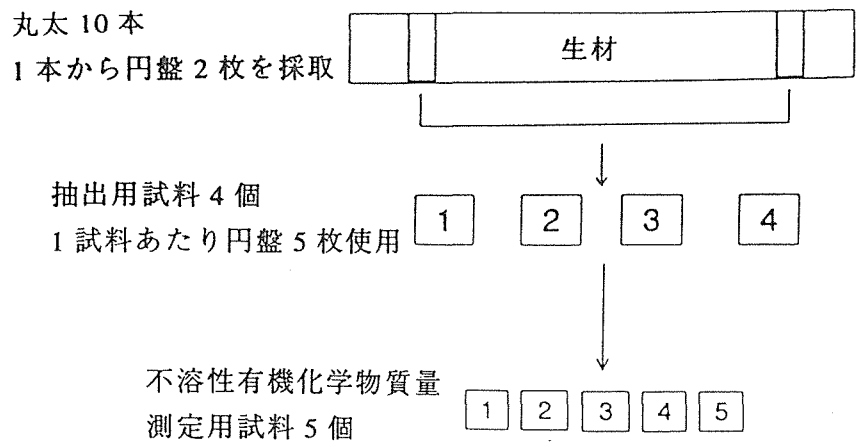 丸太 10 本
1 本から円盤 2 枚を採取
生材
抽出用試料 4 個
1 試料あたり円盤 5 枚使用
1 2 3 4
不溶性有機化学物質量
測定用試料 5 個
1 2 3 4 5